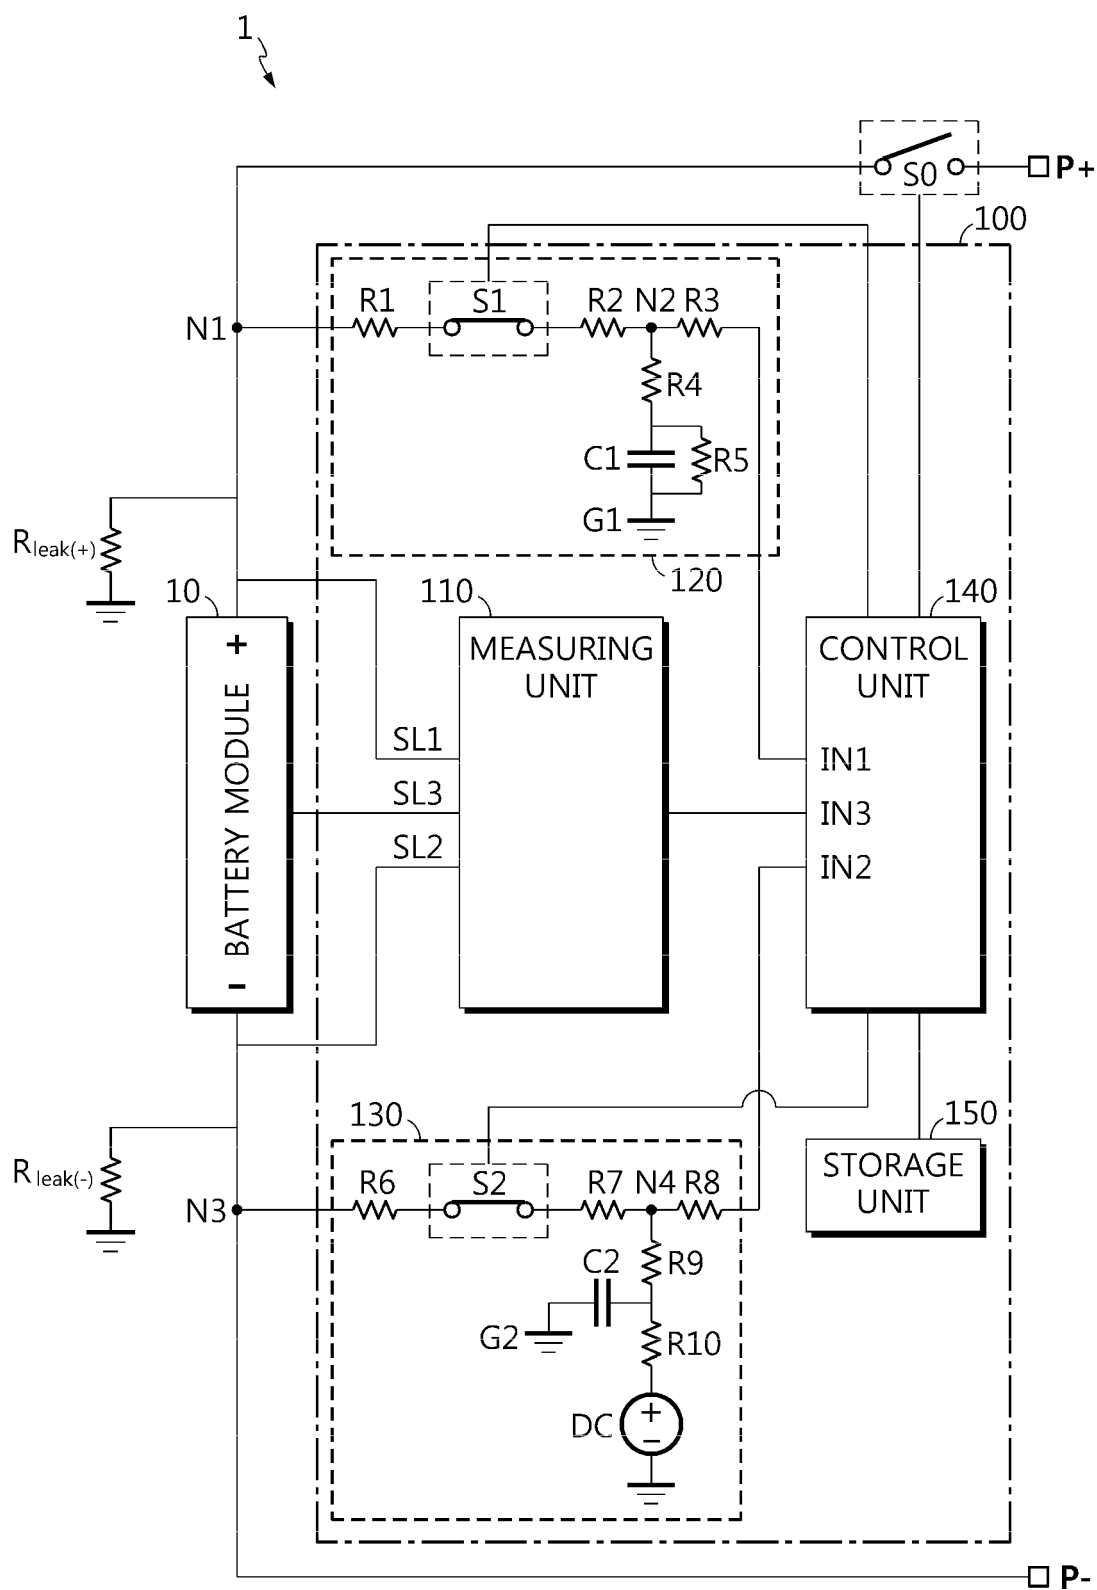 1
S0
P+
100
S1
R1
R2 N2 R3
N1
R4
C1
R5
G1
Rleak(+)
120
10
110
140
+
BATTERY MODULE
-
MEASURING
UNIT
CONTROL
UNIT
SL1
IN1
SL3
IN3
SL2
IN2
130
150
Rleak(-)
STORAGE
UNIT
R6
S2
R7 N4 R8
N3
C2
R9
G2
R10
DC
+
-
P-